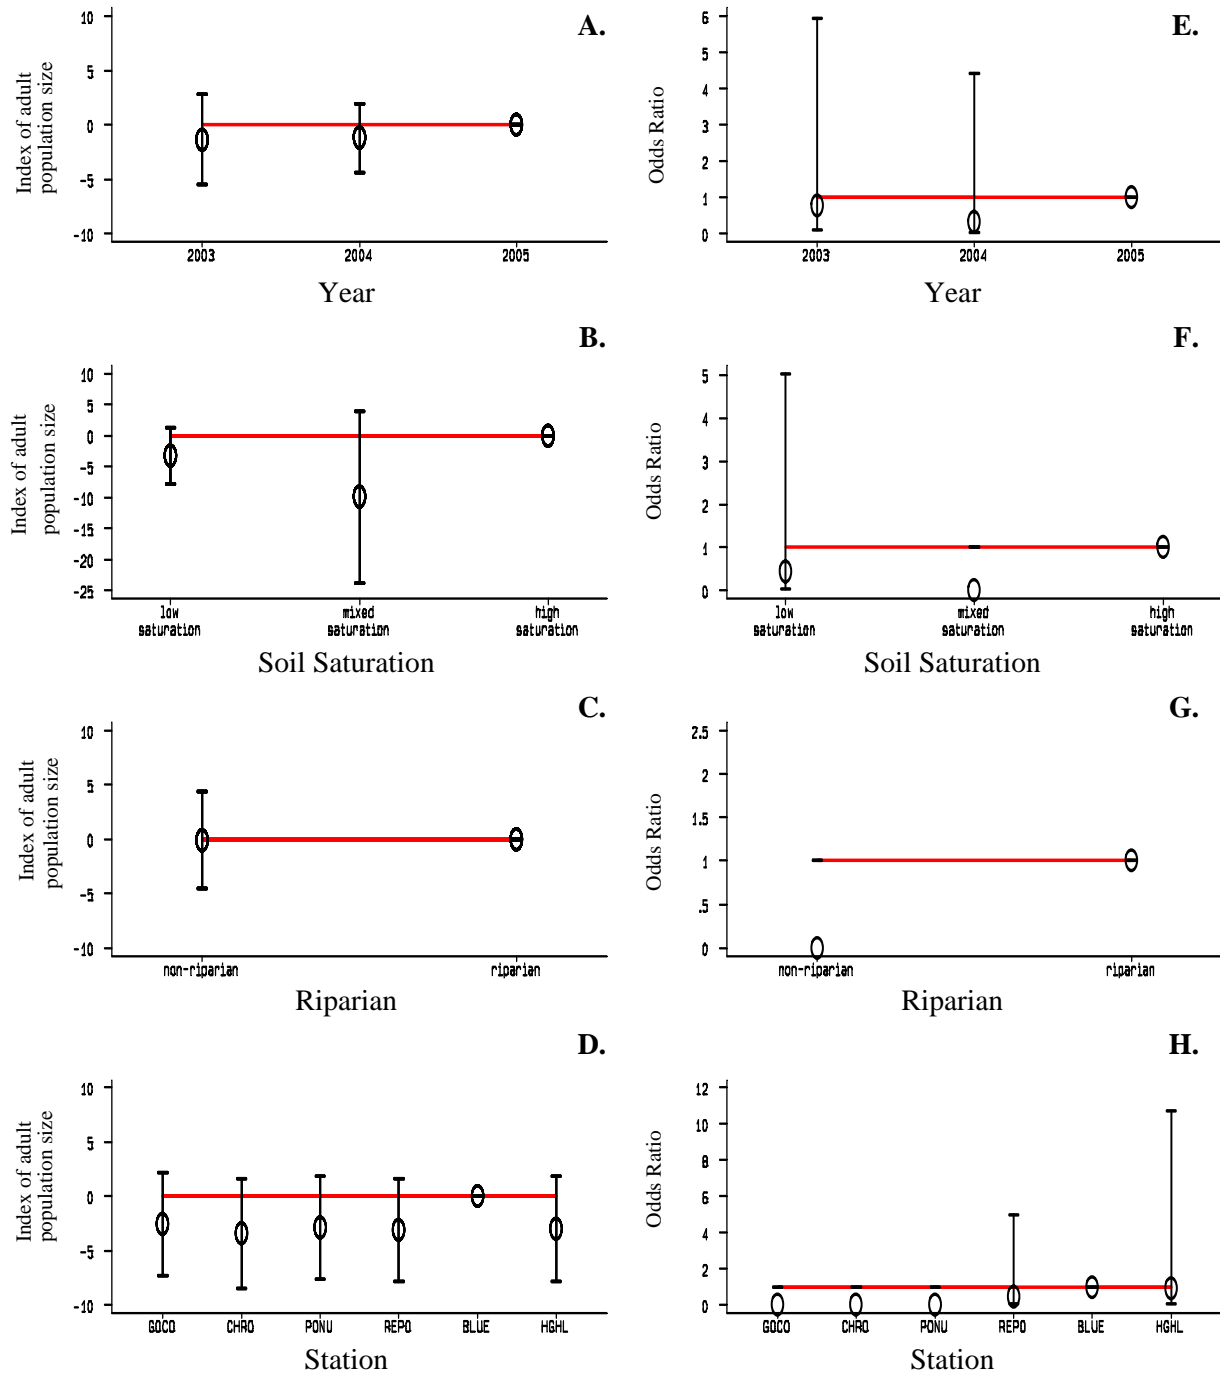 A.
Index of adult
population size
10
5
0
-5
-10
2003 2004 2005
Year
E.
Odds Ratio
6
5
4
3
2
1
0
2003 2004 2005
Year
B.
Index of adult
population size
10
5
0
-5
-10
-15
-20
-25
low mixed high
saturation saturation saturation
Soil Saturation
F.
Odds Ratio
5
4
3
2
1
0
low mixed high
saturation saturation saturation
Soil Saturation
C.
Index of adult
population size
10
5
0
-5
-10
non-riparian riparian
Riparian
G.
Odds Ratio
2.5
2
1.5
1
.5
0
non-riparian riparian
Riparian
D.
Index of adult
population size
10
5
0
-5
-10
GOCO CHRO PONU REPO BLUE HGHL
Station
H.
Odds Ratio
12
10
8
6
4
2
0
GOCO CHRO PONU REPO BLUE HGHL
Station